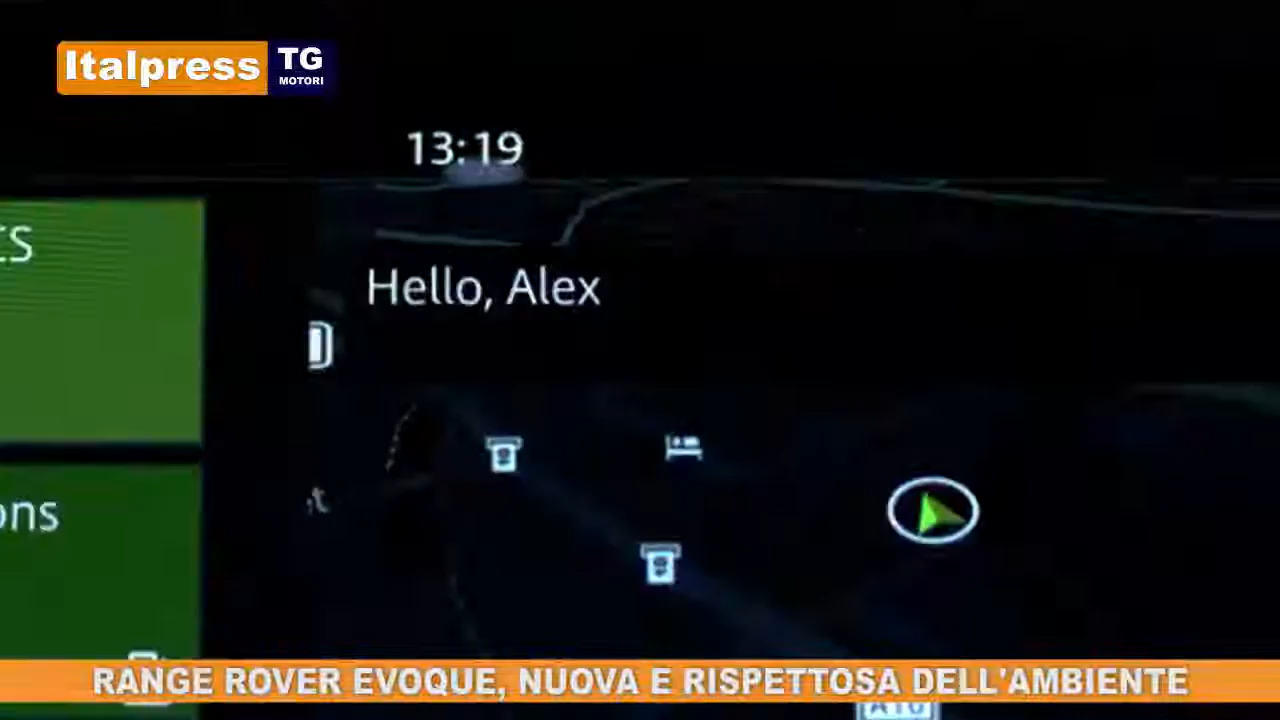 Italpress TG
MOTORI
13:19
Hello, Alex
RANGE ROVER EVOQUE, NUOVA E RISPETTOSA DELL'AMBIENTE